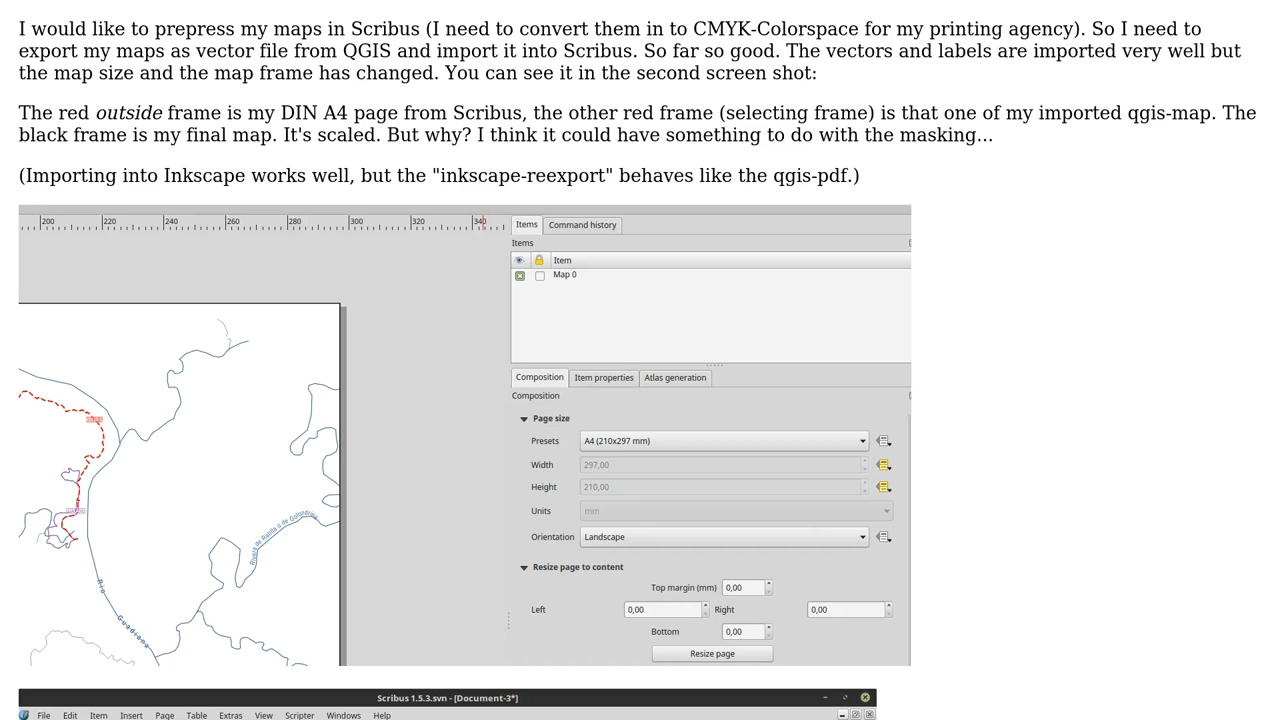 I would like to prepress my maps in Scribus (I need to convert them in to CMYK-Colorspace for my printing agency). So I need to
export my maps as vector file from QGIS and import it into Scribus. So far so good. The vectors and labels are imported very well but
the map size and the map frame has changed. You can see it in the second screen shot:
The red outside frame is my DIN A4 page from Scribus, the other red frame (selecting frame) is that one of my imported qgis-map. The
black frame is my final map. It's scaled. But why? I think it could have something to do with the masking...
(Importing into Inkscape works well, but the "inkscape-reexport" behaves like the qgis-pdf.)
200 220 240 260 280 300 320 340
Items Command history
Items
Item
Map 0
Composition Item properties Atlas generation
Composition
Page size
Presets A4 (210x297 mm)
Width 297,00
Height 210,00
Units mm
Orientation Landscape
Resize page to content
Top margin (mm) 0,00
Left 0,00 Right 0,00
Bottom 0,00
Resize page
Rio Guadiana
Scribus 1.5.3.svn - [Document-3*]
File Edit Item Insert Page Table Extras View Scripter Windows Help